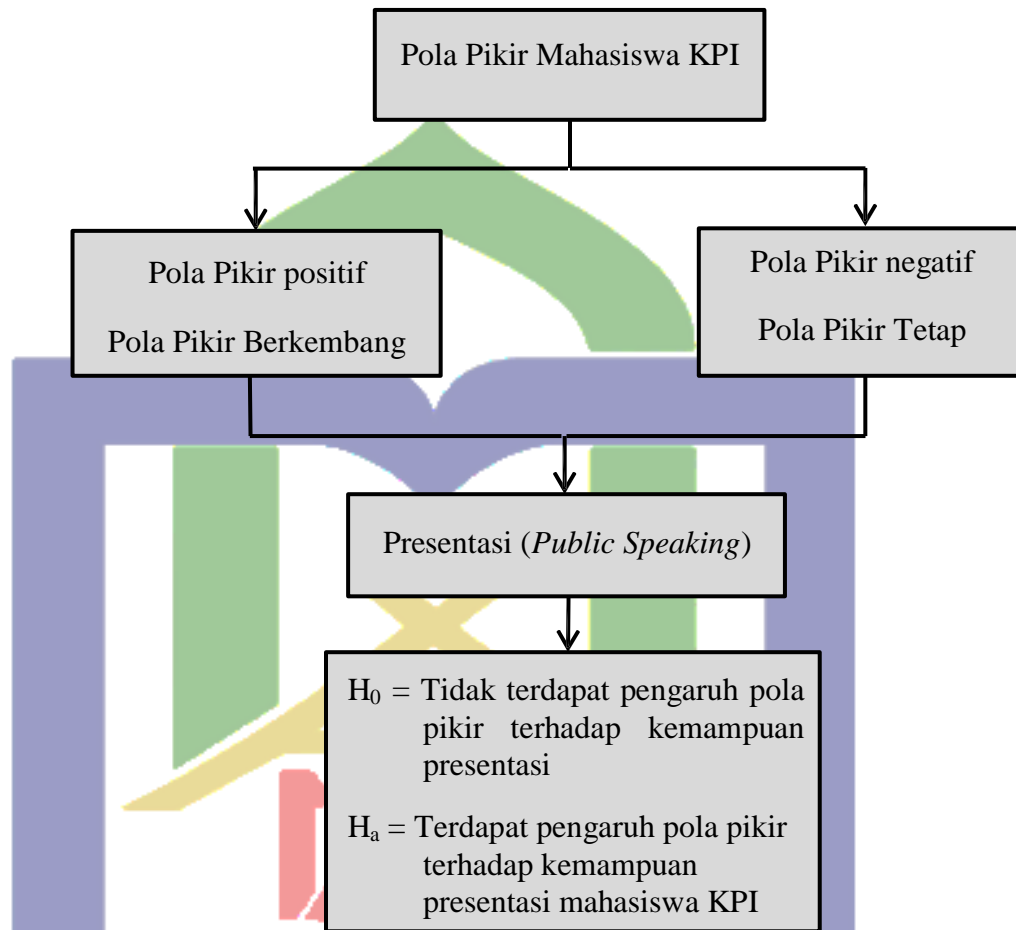 Pola Pikir Mahasiswa KPI
Pola Pikir positif
Pola Pikir Berkembang
Pola Pikir negatif
Pola Pikir Tetap
Presentasi (Public Speaking)
H₀ = Tidak terdapat pengaruh pola
pikir terhadap kemampuan
presentasi
Hₐ = Terdapat pengaruh pola pikir
terhadap kemampuan
presentasi mahasiswa KPI